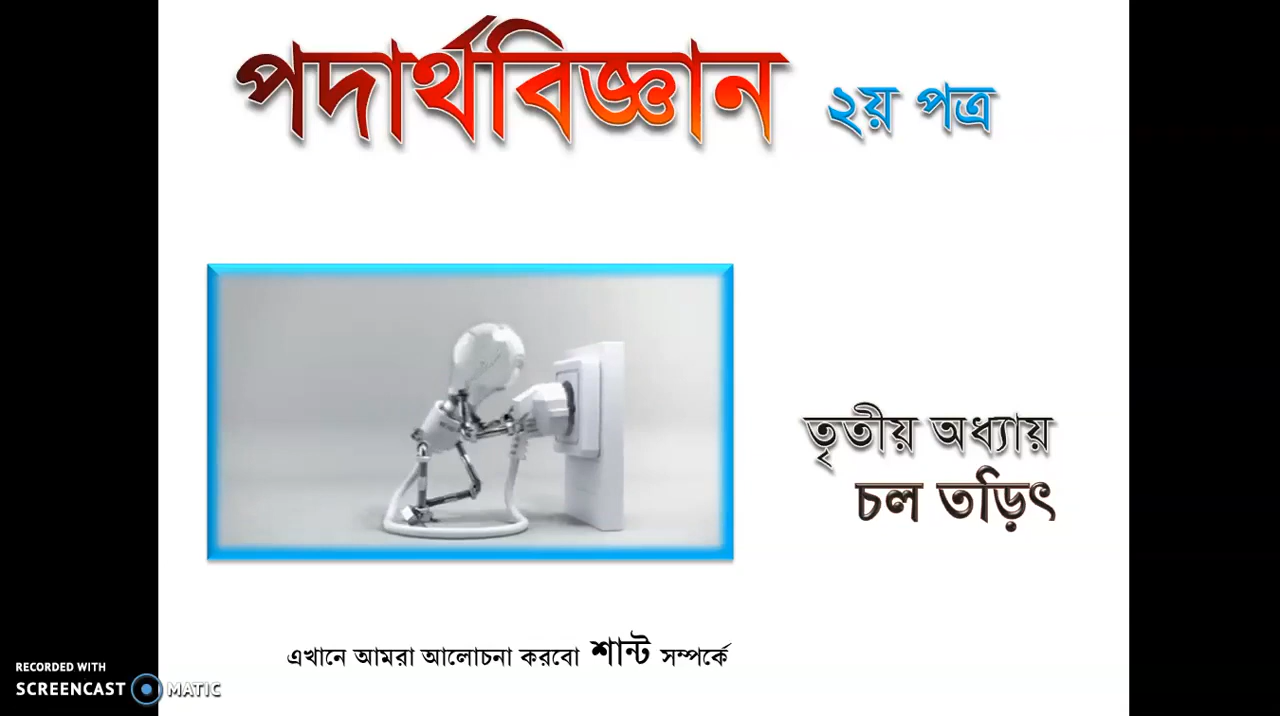 পদার্থবিজ্ঞান ২য় পত্র
তৃতীয় অধ্যায়
চল তড়িৎ
এখানে আমরা আলোচনা করবো শান্ট সম্পর্কে
RECORDED WITH
SCREENCAST MATIC